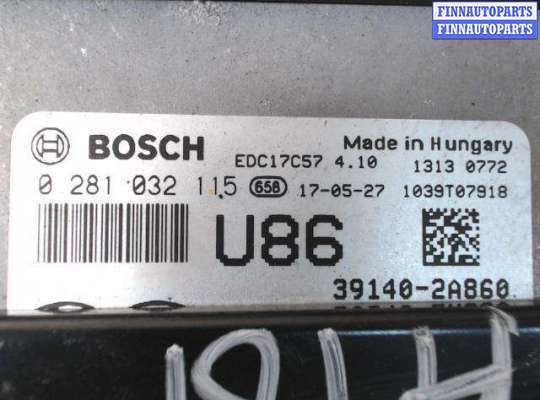 FINNAUTOPARTS
FINNAUTOPARTS
BOSCH
EDC17C57 4.10
Made in Hungary
1313 0772
0 281 032 115 658 17-05-27 1039T07918
U86
39140-2A860